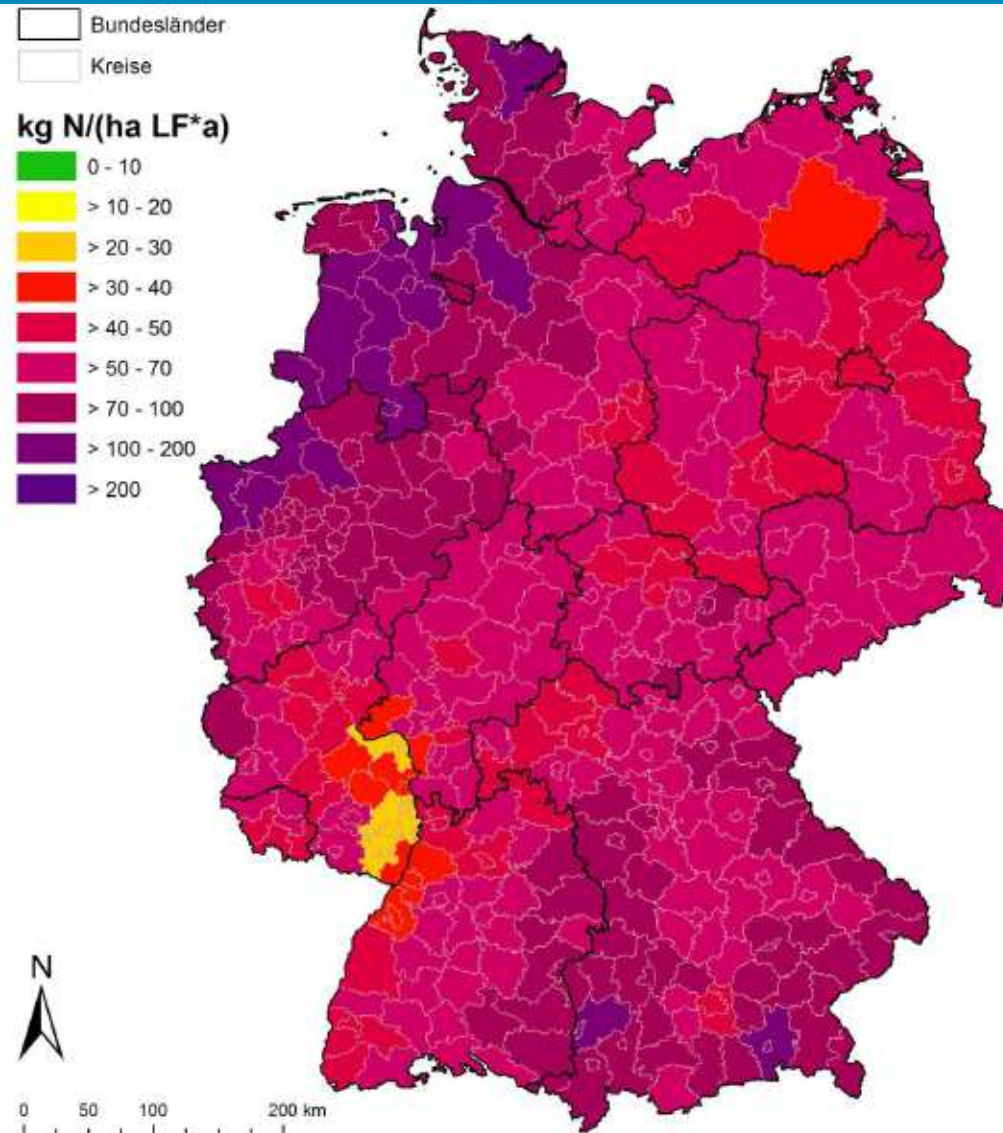 Bundesländer
Kreise
kg N/(ha LF*a)
0 - 10
> 10 - 20
> 20 - 30
> 30 - 40
> 40 - 50
> 50 - 70
> 70 - 100
> 100 - 200
> 200
N
0 50 100 200 km